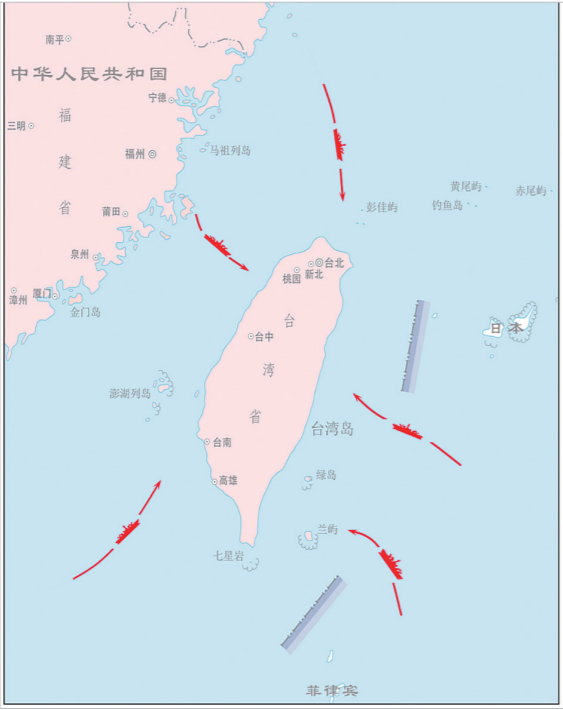 南平
中华人民共和国
宁德
福建省
三明
福州
马祖列岛
黄尾屿
赤尾屿
钓鱼岛
彭佳屿
莆田
泉州
台北
新北
桃园
漳州
厦门
金门岛
台湾省
日本
台中
澎湖列岛
台湾岛
台南
绿岛
高雄
兰屿
七星岩
菲律宾